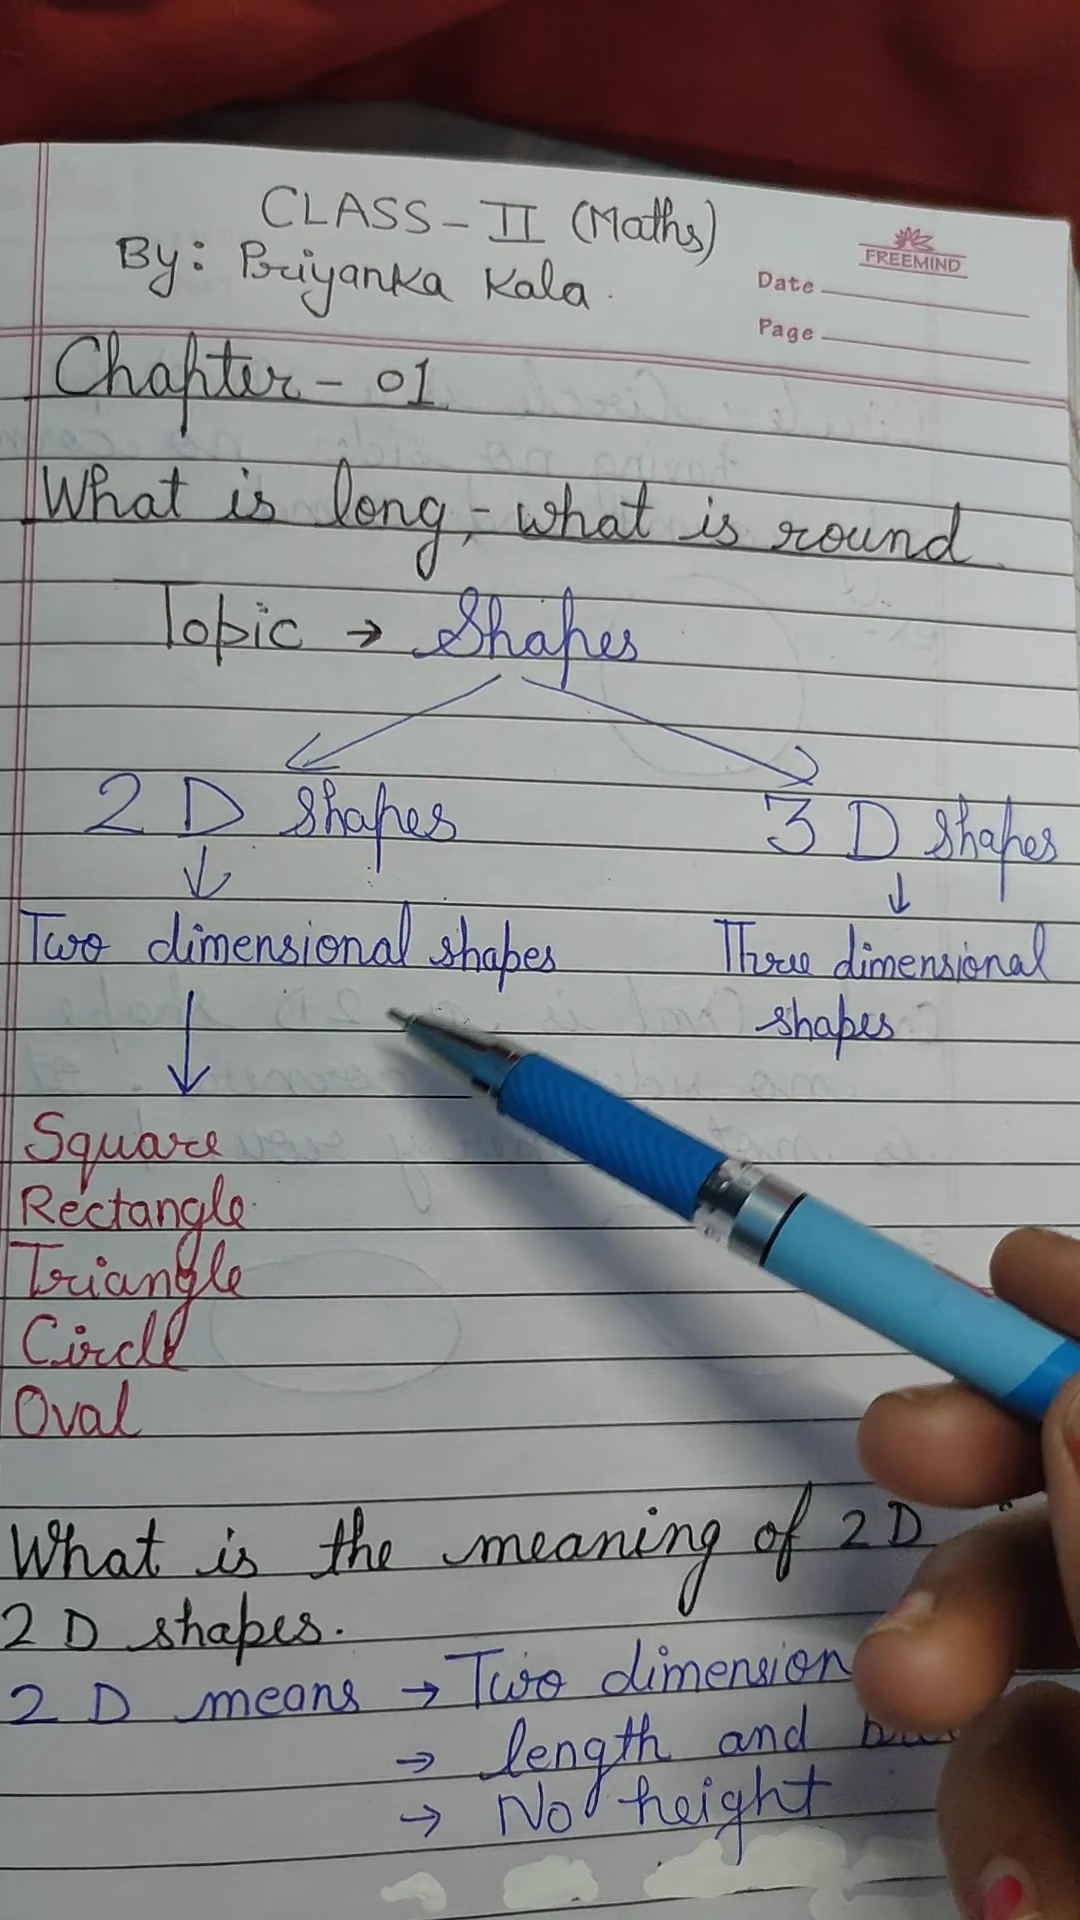 CLASS - II (Maths)
By: Priyanka Kala.
FREEMIND
Date
Page
Chapter - 01
What is long, - what is round.
Topic → Shapes
2 D shapes 3 D shapes
↓ ↓
Two dimensional shapes Three dimensional
shapes
↓
Square
Rectangle
Triangle
Circle
Oval
What is the meaning of 2D
2 D shapes.
2 D means → Two dimension
→ length and
→ No height